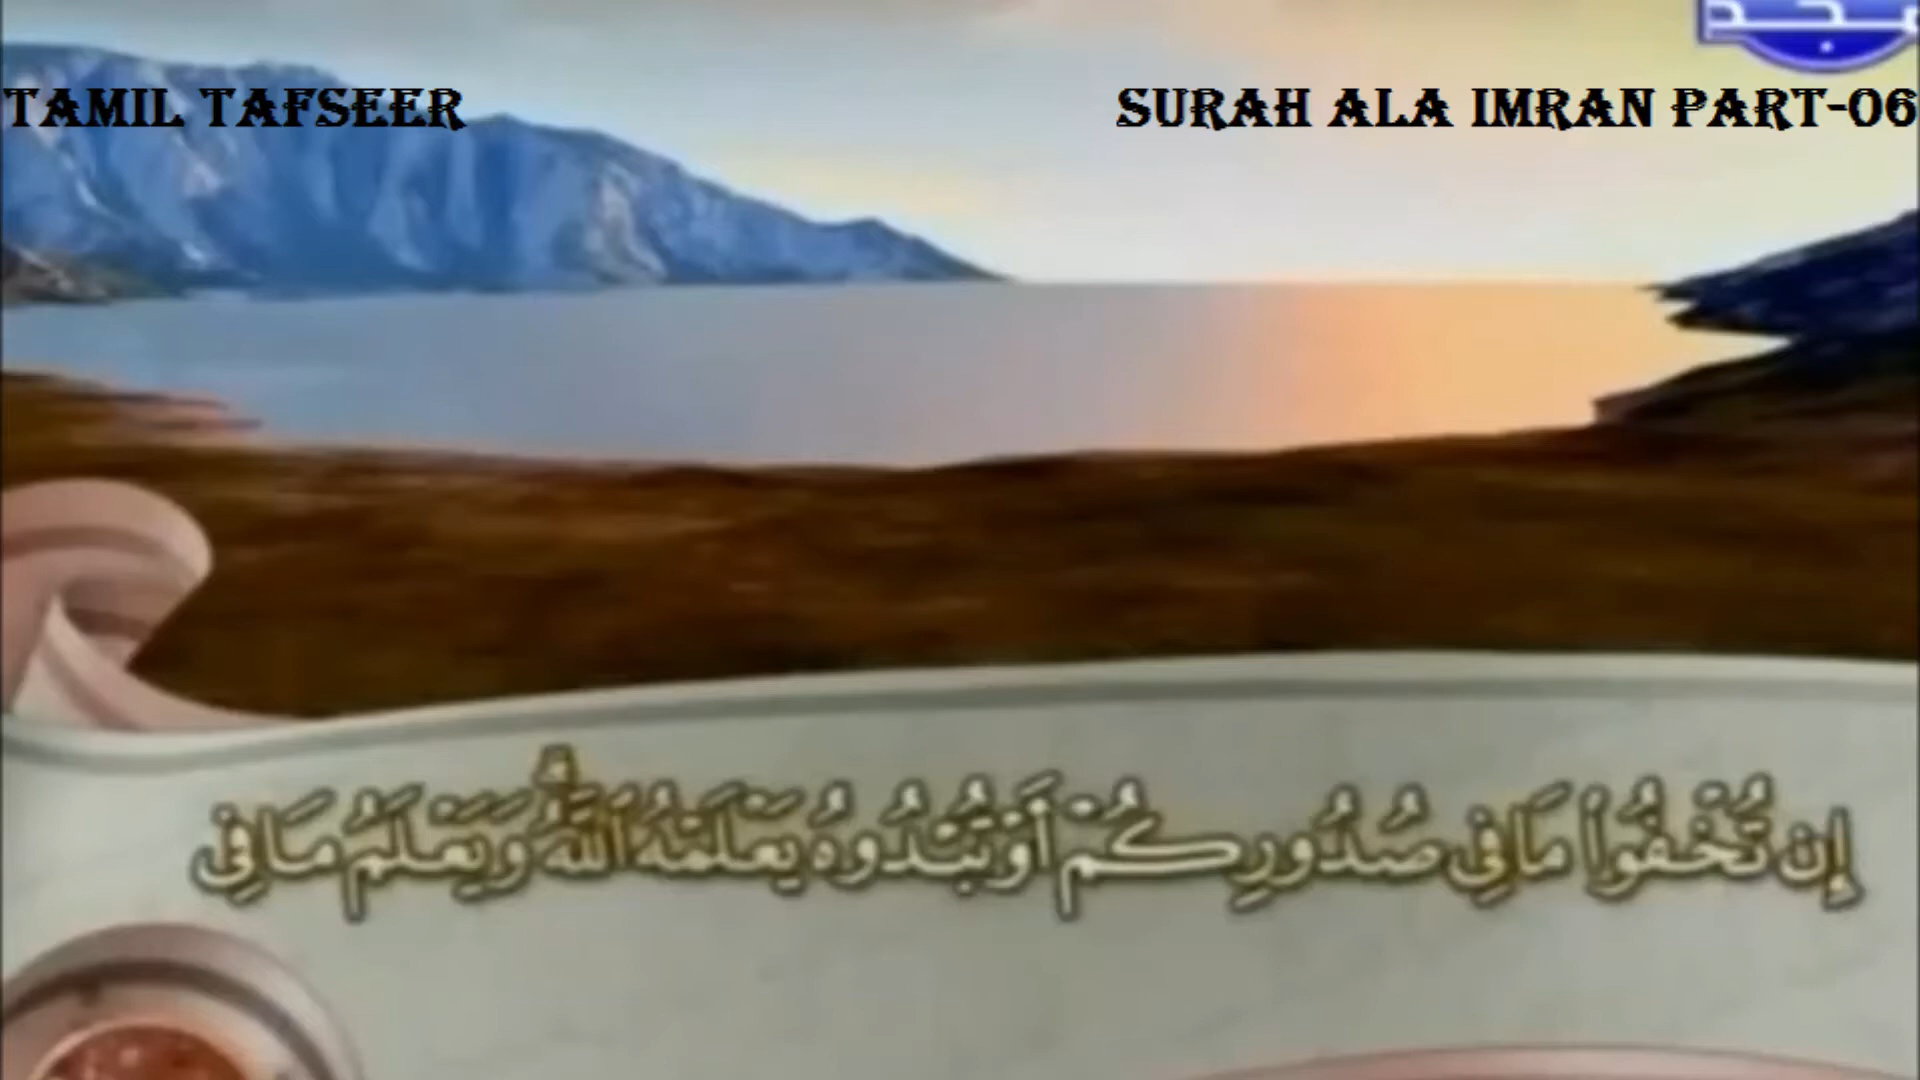 TAMIL TAFSEER
SURAH ALA IMRAN PART-06
إِن تُخْفُوا۟ مَا فِى صُدُورِكُمْ أَوْ تُبْدُوهُ يَعْلَمْهُ ٱللَّهُ ۗ وَيَعْلَمُ مَا فِى